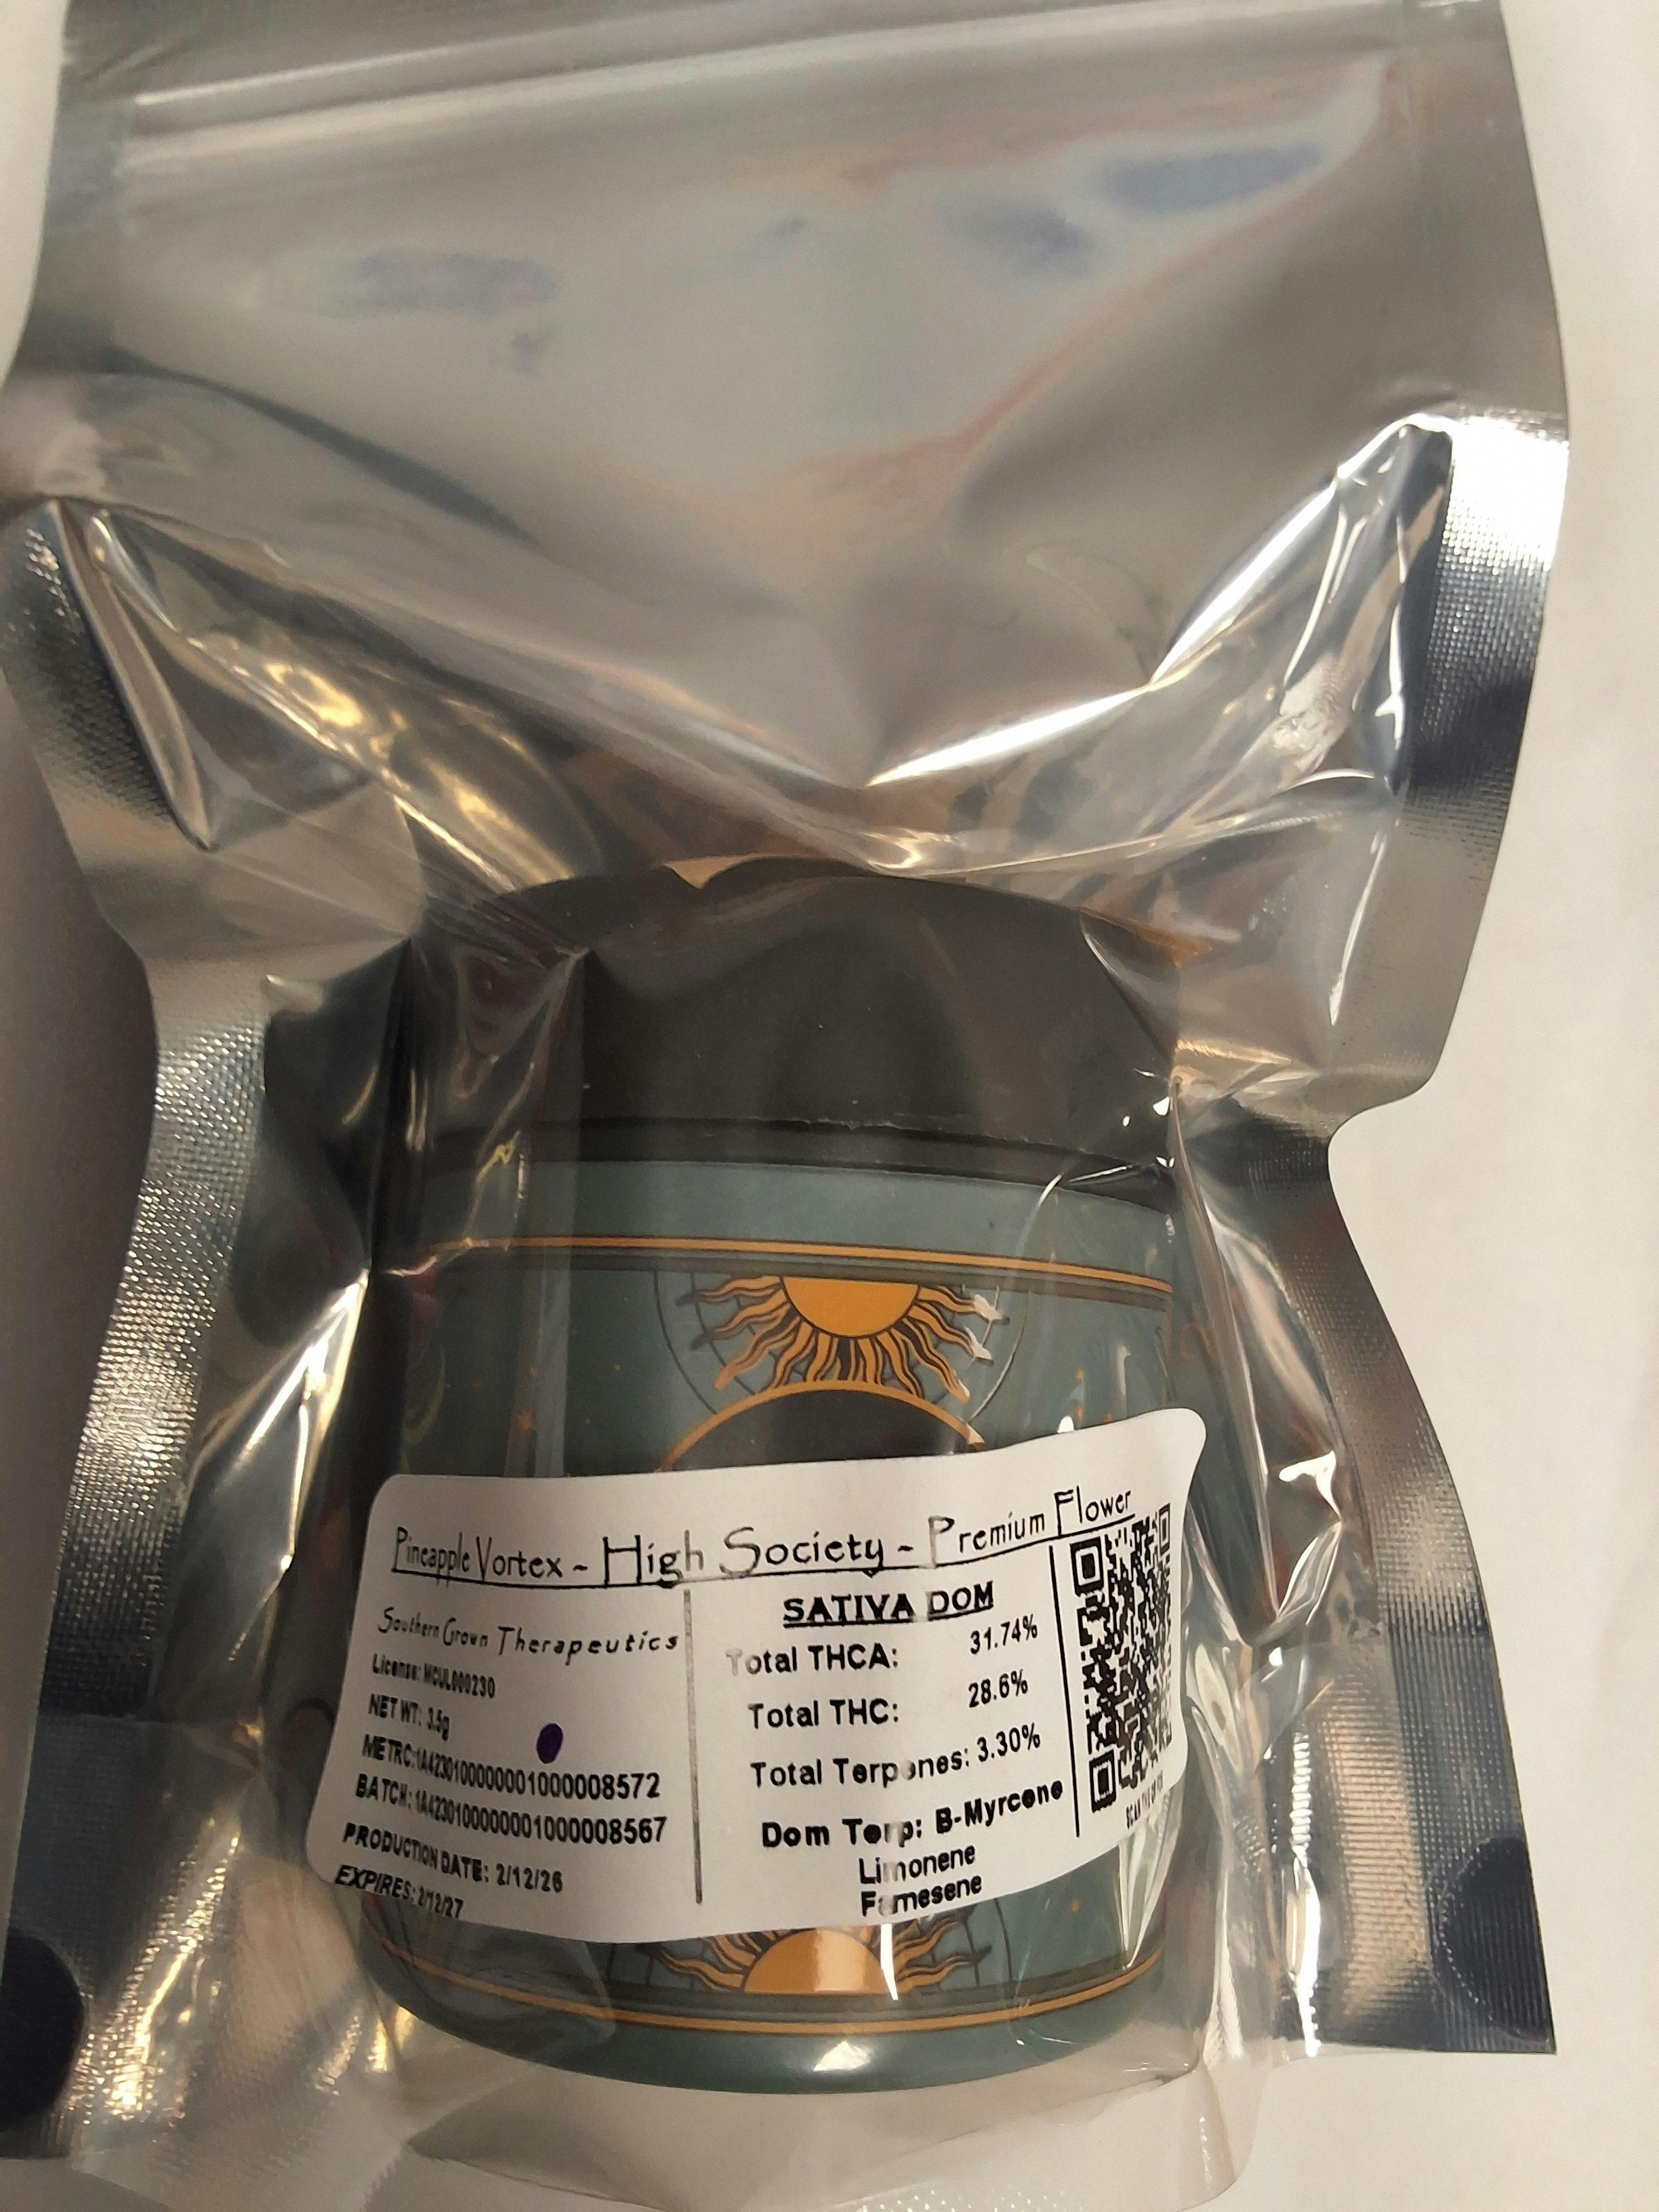 Pineapple Vortex ~ High Society ~ Premium Flower
Southern Grown Therapeutics
License: MCUL000230
NET WT: 3.5g
METRC:1A4230100000001000008572
BATCH: 1A4230100000001000008567
PRODUCTION DATE: 2/12/26
EXPIRES: 2/12/27
SATIVA DOM
Total THCA: 31.74%
Total THC: 28.6%
Total Terpenes: 3.30%
Dom Terp: B-Myrcene
Limonene
Farnesene